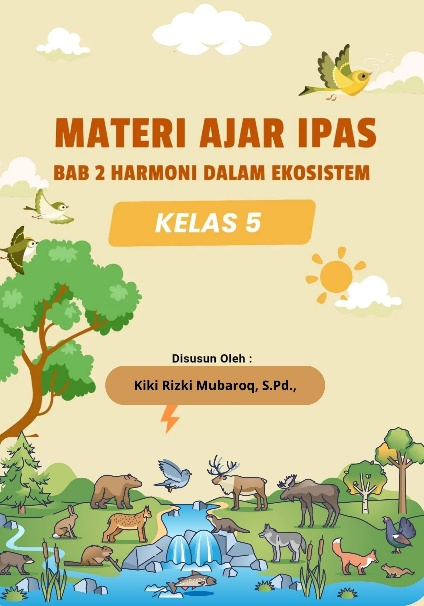 MATERI AJAR IPAS
BAB 2 HARMONI DALAM EKOSISTEM
KELAS 5
Disusun Oleh :
Kiki Rizki Mubaroq, S.Pd.,